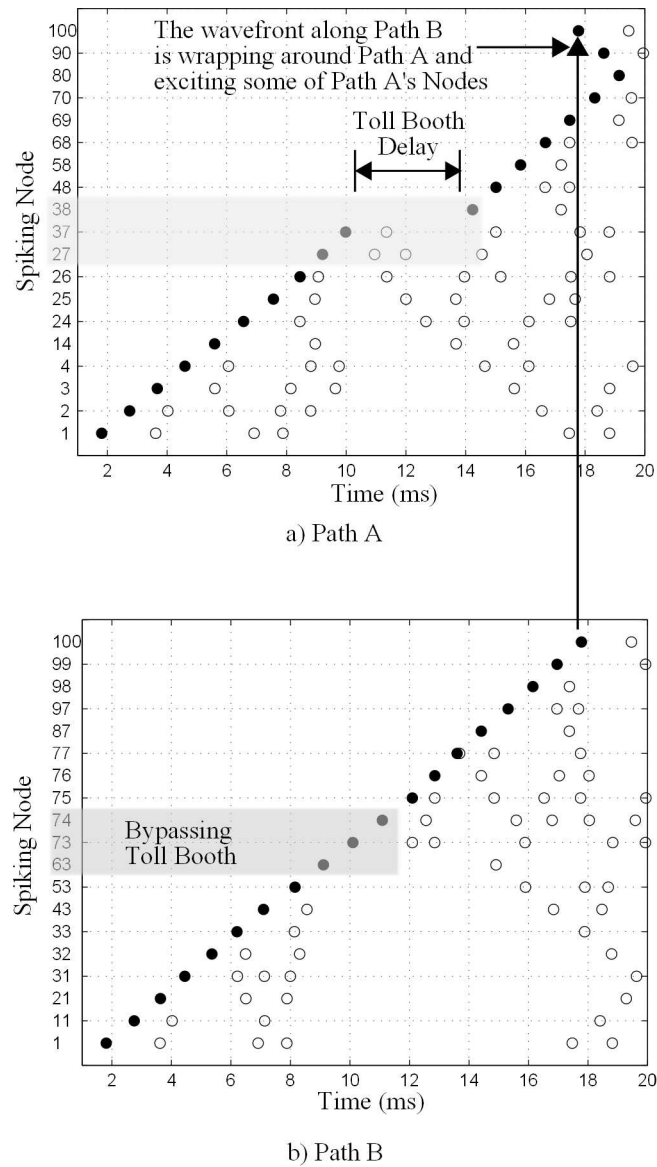 The wavefront along Path B
is wrapping around Path A and
exciting some of Path A's Nodes
Toll Booth
Delay
Spiking Node
100
90
80
70
69
68
58
48
38
37
27
26
25
24
14
4
3
2
1
2 4 6 8 10 12 14 16 18 20
Time (ms)
a) Path A
Bypassing
Toll Booth
Spiking Node
100
99
98
97
87
77
76
75
74
73
63
53
43
33
32
31
21
11
1
2 4 6 8 10 12 14 16 18 20
Time (ms)
b) Path B